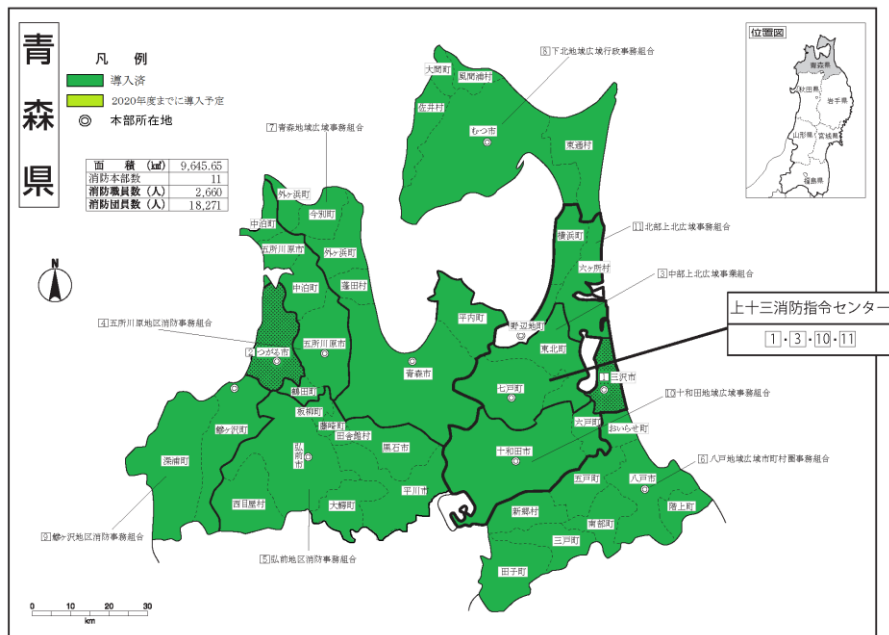 青森県
凡 例
導入済
2020年度までに導入予定
本部所在地
面 積 (㎢) 9,645.65
消防本部数 11
消防職員数 (人) 2,660
消防団員数 (人) 18,271
位置図
青森県
秋田県
岩手県
山形県
宮城県
福島県
8 下北地域広域行政事務組合
大間町
風間浦村
佐井村
むつ市
東通村
7 青森地域広域事務組合
外ヶ浜町
今別町
中泊町
五所川原市
外ヶ浜町
中泊町
蓬田村
横浜町
11 北部上北広域事務組合
六ヶ所村
3 中部上北広域事業組合
平内町
野辺地町
東北町
上十三消防指令センター
1・3・10・11
4 五所川原地区消防事務組合
2 つがる市
五所川原市
青森市
七戸町
1 三沢市
鶴田町
板柳町
10 十和田地域広域事務組合
鰺ヶ沢町
藤崎町
田舎館村
黒石市
六戸町
おいらせ町
弘前市
十和田市
深浦町
6 八戸地域広域市町村圏事務組合
五戸町
八戸市
平川市
西目屋村
大鰐町
新郷村
階上町
南部町
9 鰺ヶ沢地区消防事務組合
三戸町
5 弘前地区消防事務組合
田子町
N
0 10 20 30
km